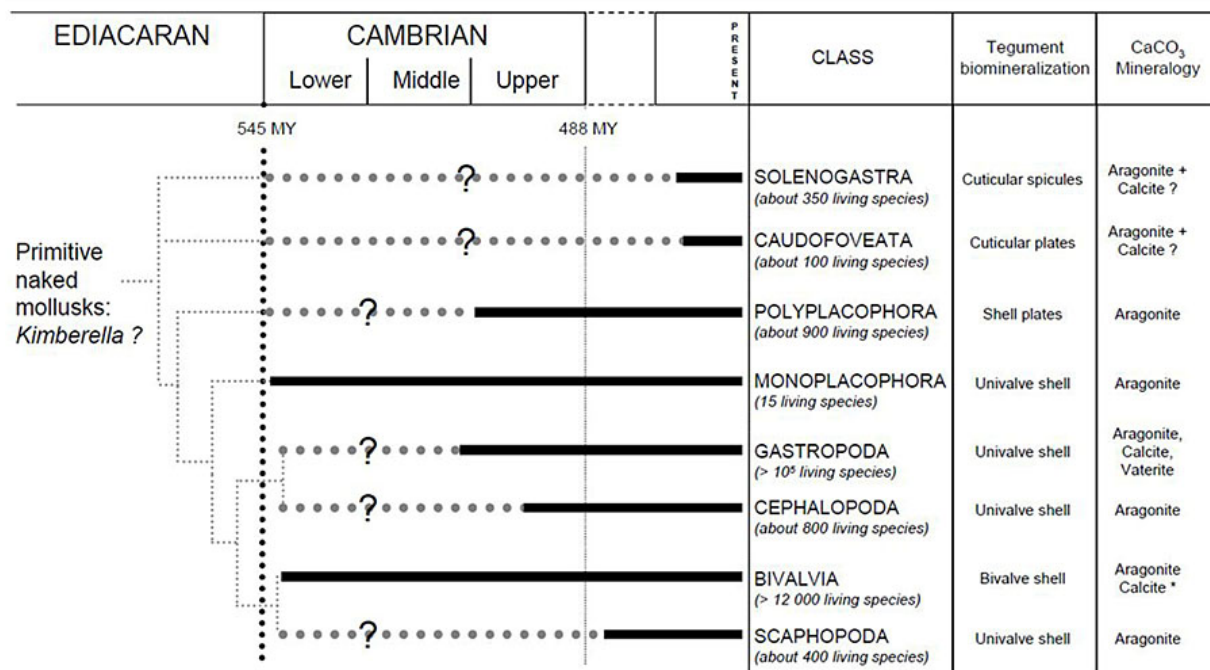 EDIACARAN
CAMBRIAN
Lower
Middle
Upper
PRESENT
CLASS
Tegument
biomineralization
CaCO₃
Mineralogy
545 MY
488 MY
Primitive
naked
mollusks:
Kimberella ?
?
SOLENOGASTRA
(about 350 living species)
Cuticular spicules
Aragonite +
Calcite ?
?
CAUDOFOVEATA
(about 100 living species)
Cuticular plates
Aragonite +
Calcite ?
?
POLYPLACOPHORA
(about 900 living species)
Shell plates
Aragonite
MONOPLACOPHORA
(15 living species)
Univalve shell
Aragonite
?
GASTROPODA
(> 10⁵ living species)
Univalve shell
Aragonite,
Calcite,
Vaterite
?
CEPHALOPODA
(about 800 living species)
Univalve shell
Aragonite
BIVALVIA
(> 12 000 living species)
Bivalve shell
Aragonite
Calcite *
?
SCAPHOPODA
(about 400 living species)
Univalve shell
Aragonite